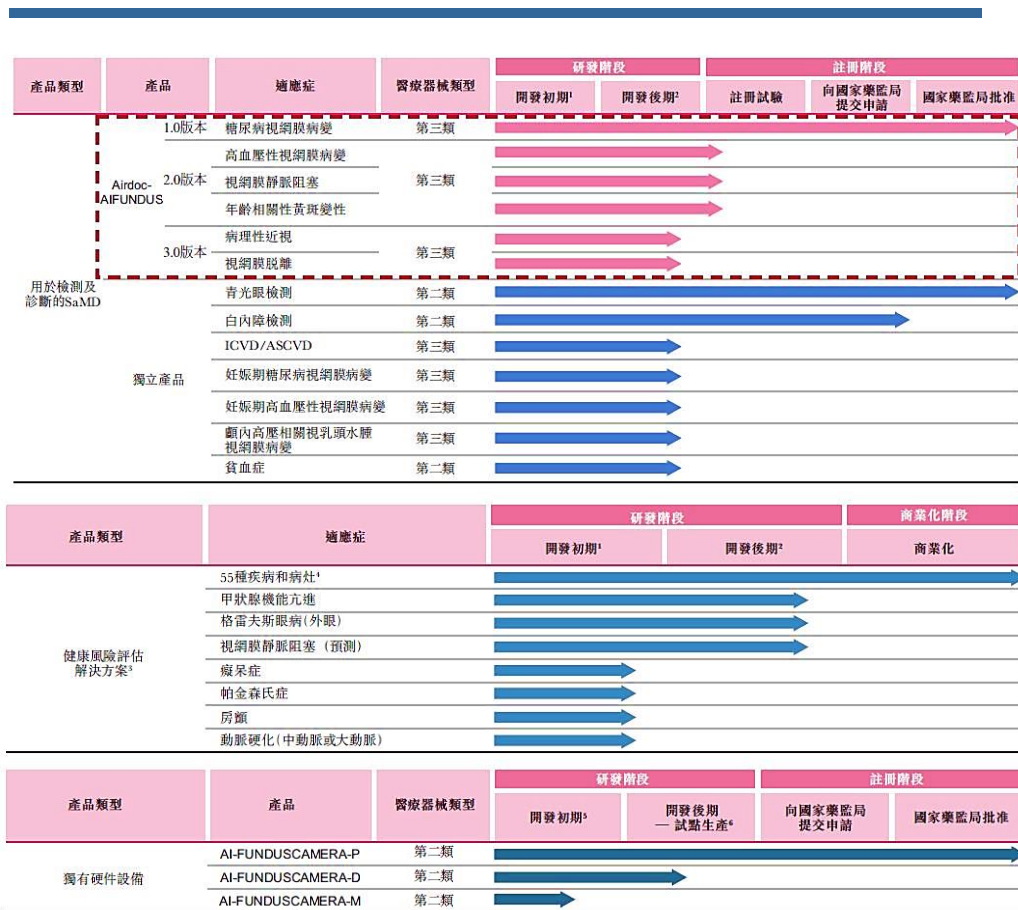 產品類型 產品 適應症 醫療器械類型 研發階段 註冊階段
開發初期¹ 開發後期² 註冊試驗 向國家藥監局提交申請 國家藥監局批准
用於檢測及
診斷的SaMD
Airdoc-
AIFUNDUS
1.0版本 糖尿病視網膜病變 第三類
高血壓性視網膜病變
2.0版本 視網膜靜脈阻塞 第三類
年齡相關性黃斑變性
病理性近視
3.0版本 第三類
視網膜脫離
獨立產品
青光眼檢測 第二類
白內障檢測 第二類
ICVD/ASCVD 第三類
妊娠期糖尿病視網膜病變 第三類
妊娠期高血壓性視網膜病變 第三類
顱內高壓相關視乳頭水腫
視網膜病變 第三類
貧血症 第二類
產品類型 適應症 研發階段 商業化階段
開發初期¹ 開發後期² 商業化
健康風險評估
解決方案³
55種疾病和病灶⁴
甲狀腺機能亢進
格雷夫斯眼病(外眼)
視網膜靜脈阻塞（預測）
癡呆症
帕金森氏症
房顫
動脈硬化(中動脈或大動脈)
產品類型 產品 醫療器械類型 研發階段 註冊階段
開發初期⁵ 開發後期
— 試點生產⁶ 向國家藥監局
提交申請 國家藥監局批准
獨有硬件設備
AI-FUNDUSCAMERA-P 第二類
AI-FUNDUSCAMERA-D 第二類
AI-FUNDUSCAMERA-M 第二類